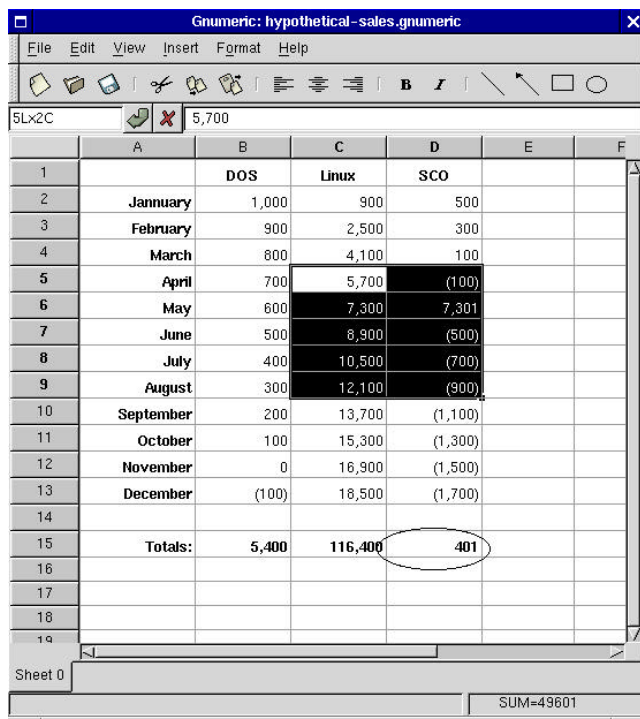 Gnumeric: hypothetical-sales.gnumeric
File Edit View Insert Format Help
B I
5Lx2C 5,700
A B C D E F
1 DOS Linux SCO
2 Jannuary 1,000 900 500
3 February 900 2,500 300
4 March 800 4,100 100
5 April 700 5,700 (100)
6 May 600 7,300 7,301
7 June 500 8,900 (500)
8 July 400 10,500 (700)
9 August 300 12,100 (900)
10 September 200 13,700 (1,100)
11 October 100 15,300 (1,300)
12 November 0 16,900 (1,500)
13 December (100) 18,500 (1,700)
14
15 Totals: 5,400 116,400 401
16
17
18
19
Sheet 0
SUM=49601